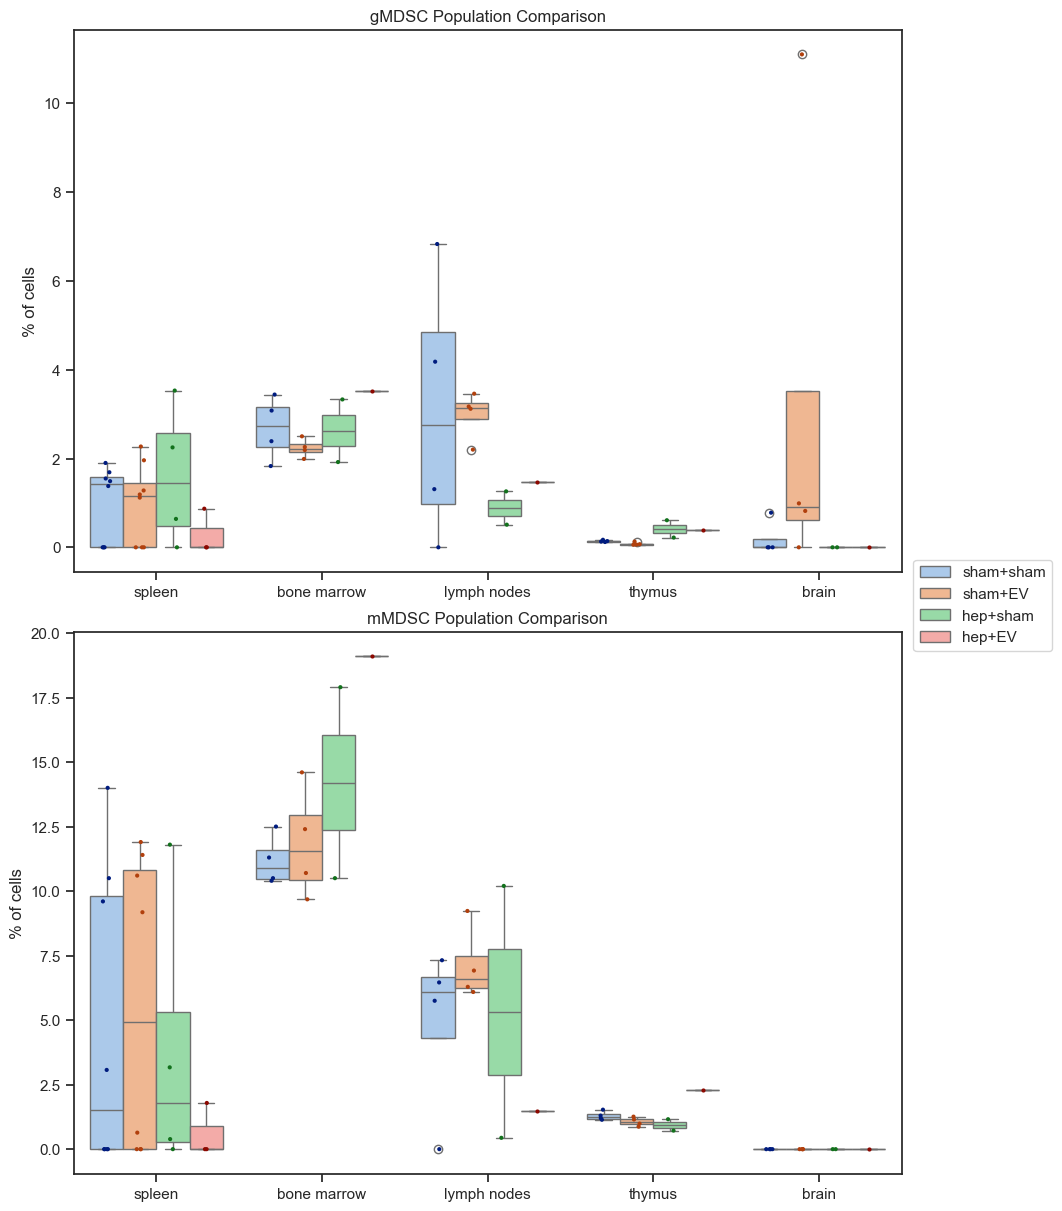 gMDSC Population Comparison
% of cells
10
8
6
4
2
0
spleen bone marrow lymph nodes thymus brain
sham+sham
sham+EV
hep+sham
hep+EV
mMDSC Population Comparison
% of cells
20.0
17.5
15.0
12.5
10.0
7.5
5.0
2.5
0.0
spleen bone marrow lymph nodes thymus brain